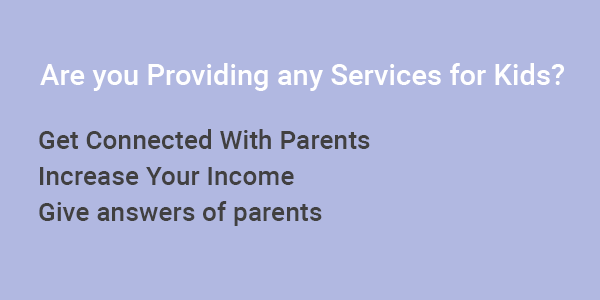 Are you Providing any Services for Kids?
Get Connected With Parents
Increase Your Income
Give answers of parents